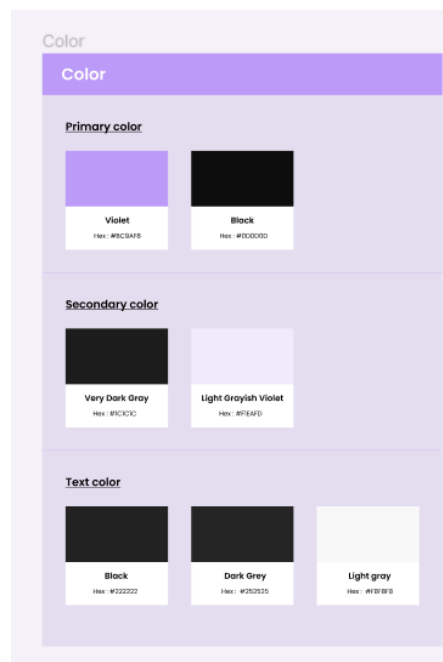 Color
Color
Primary color
Violet
Black
Hex : #BC9AF8
Hex : #0D0D0D
Secondary color
Very Dark Gray
Light Grayish Violet
Hex : #1C1C1C
Hex : #F1EAFD
Text color
Black
Dark Grey
Light gray
Hex : #222222
Hex : #252525
Hex : #F8F8F8